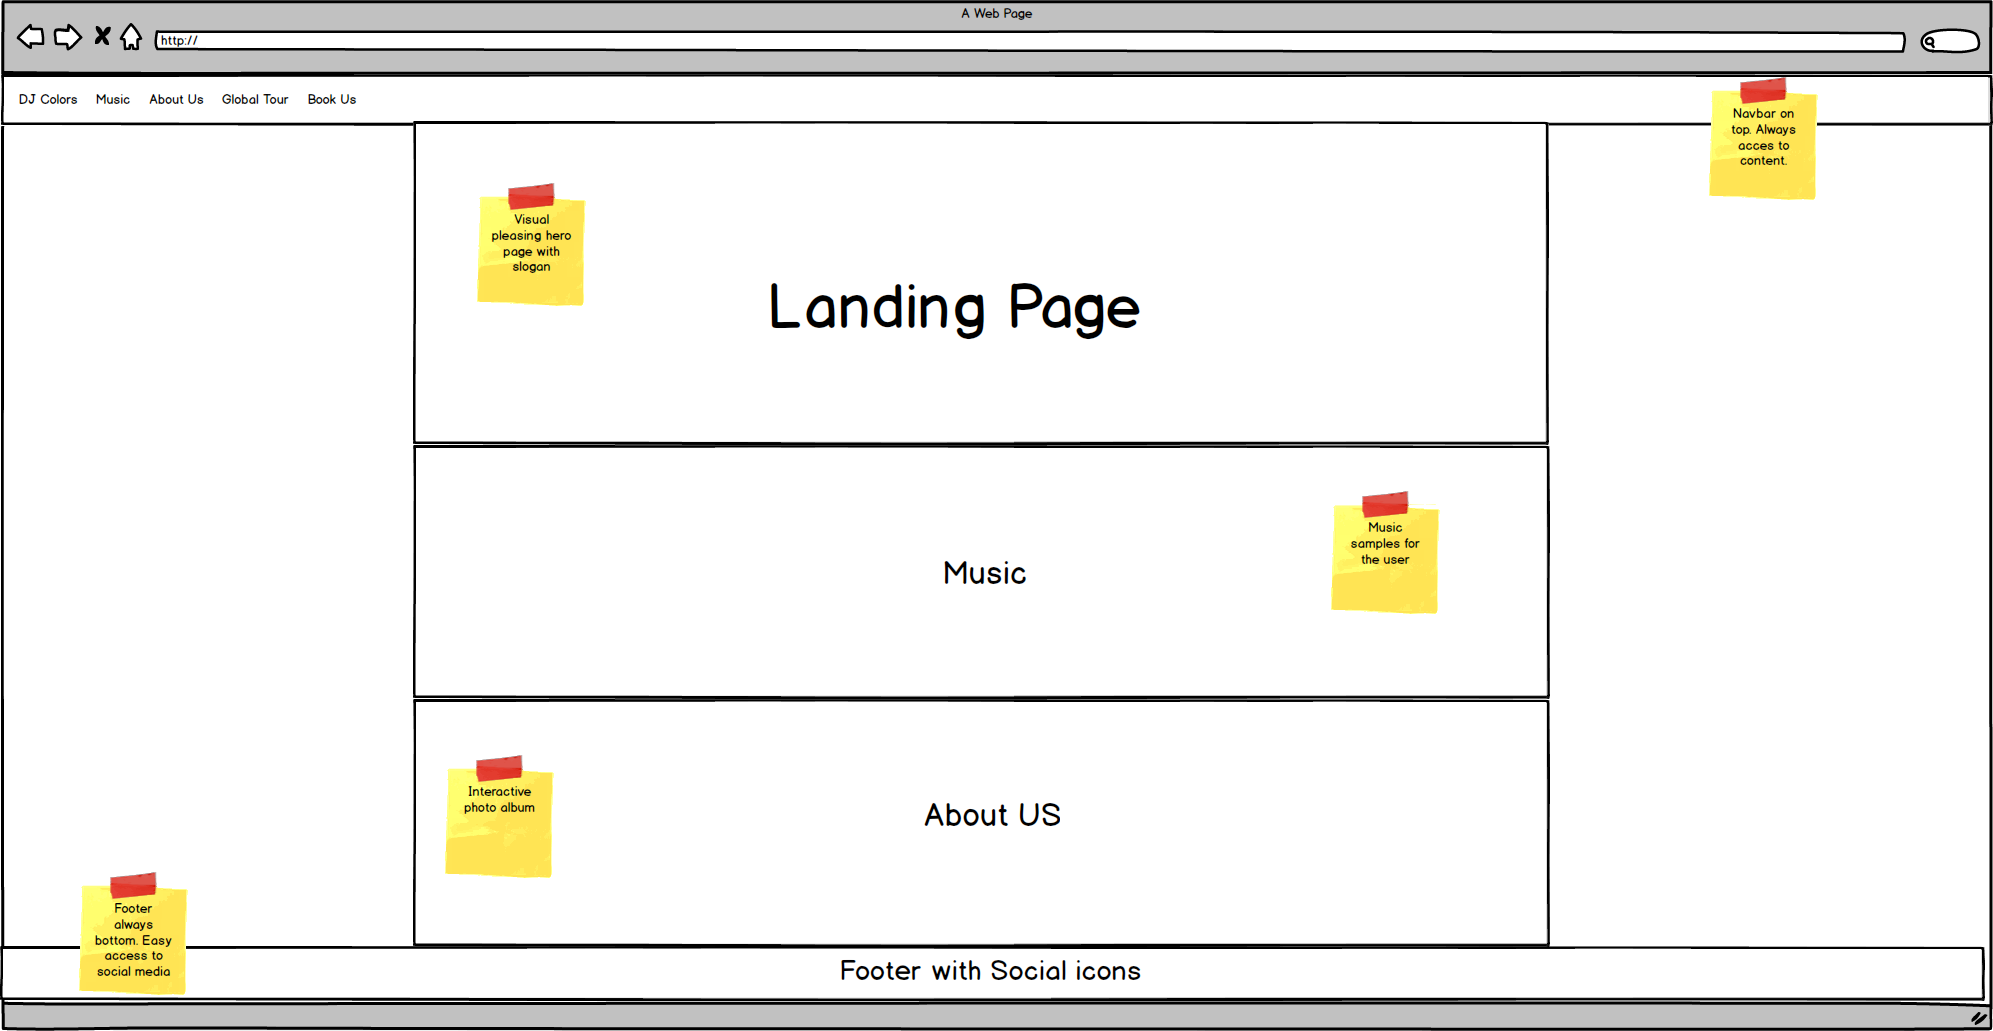 A Web Page
http://
DJ Colors Music About Us Global Tour Book Us
Navbar on
top. Always
acces to
content.
Visual
pleasing hero
page with
slogan
Landing Page
Music
samples for
the user
Music
Interactive
photo album
About US
Footer
always
bottom. Easy
access to
social media
Footer with Social icons